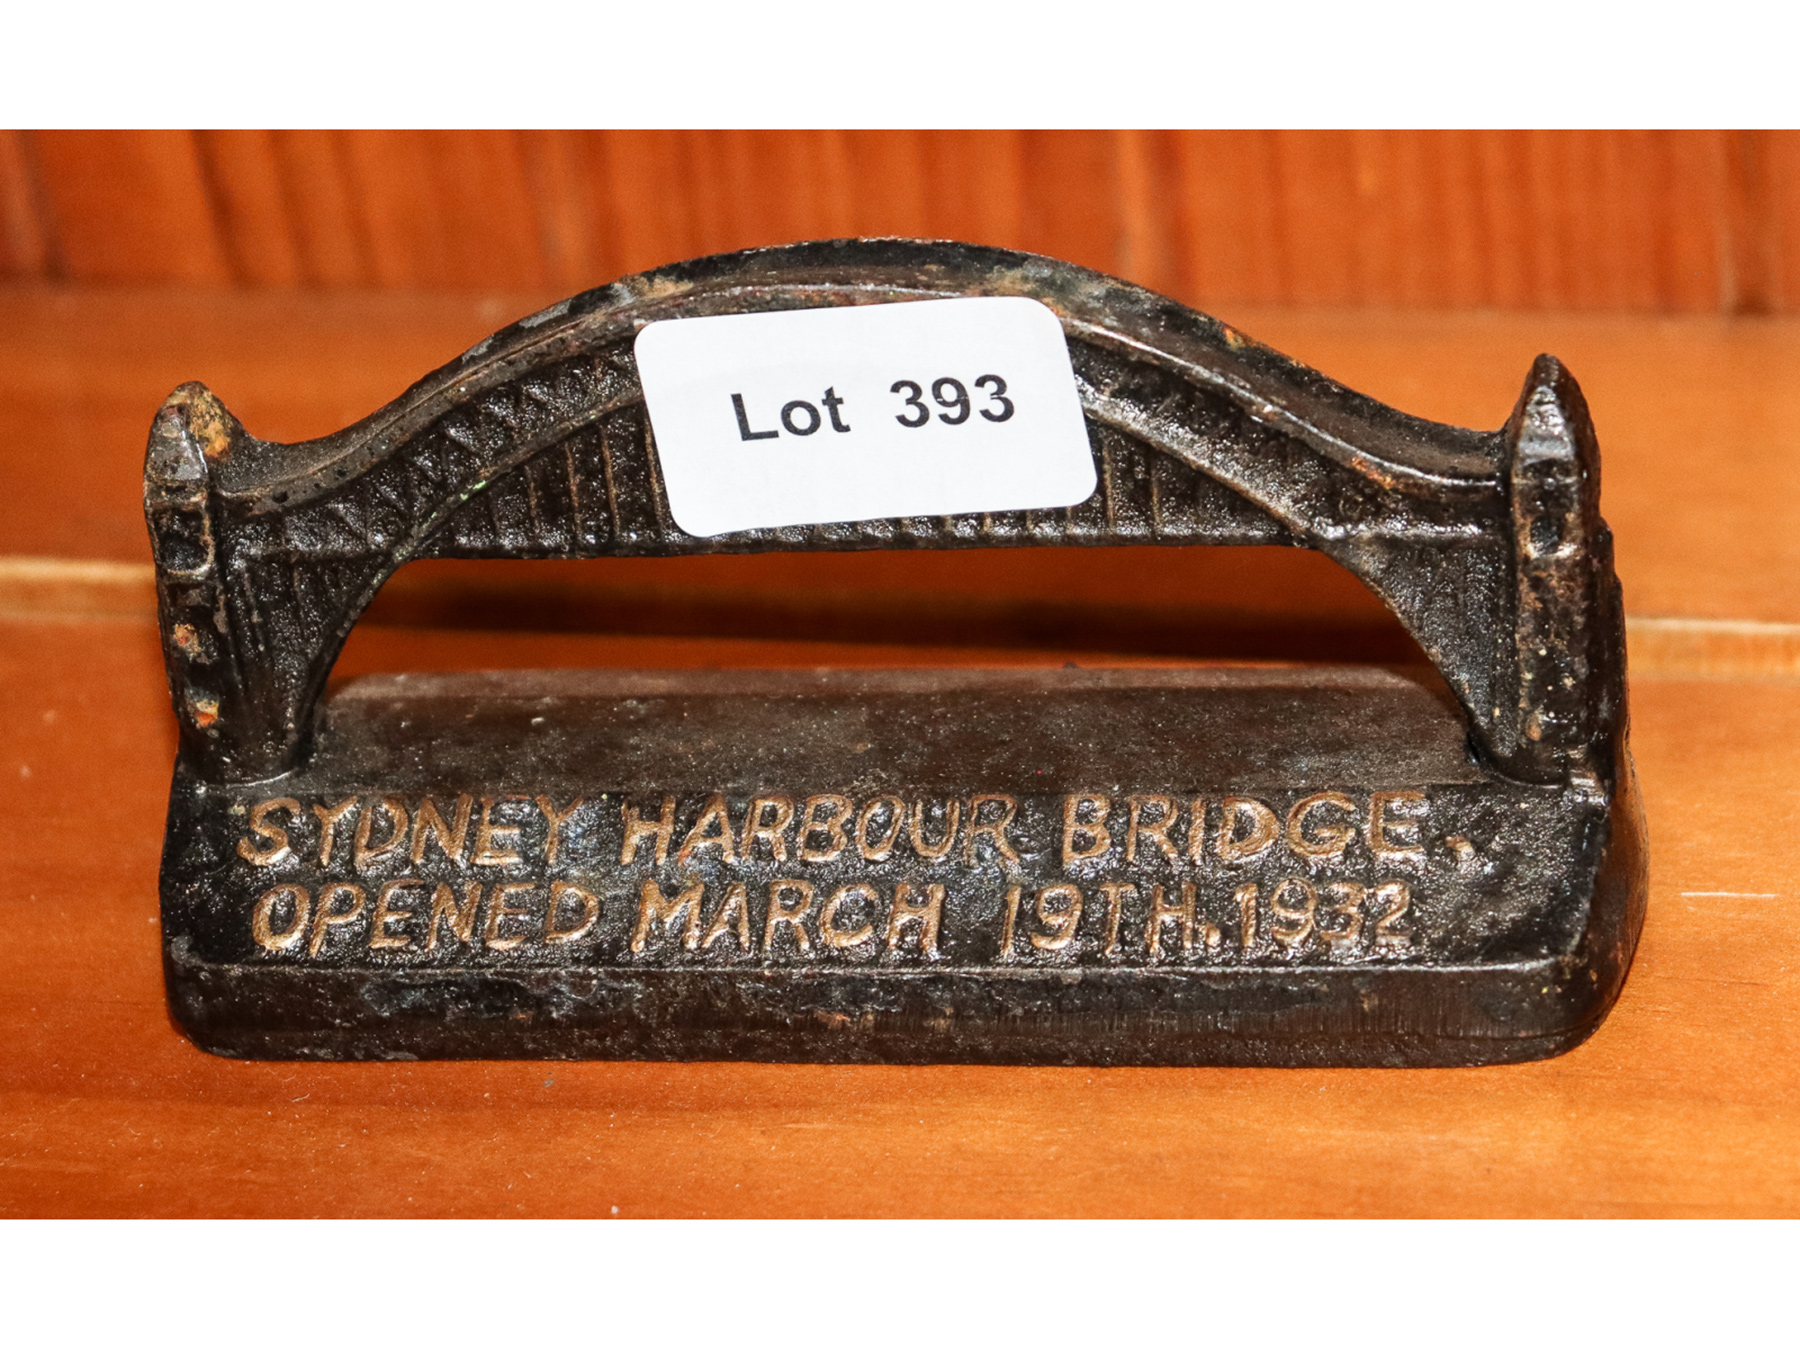 Lot 393
SYDNEY HARBOUR BRIDGE,
OPENED MARCH 19TH, 1932